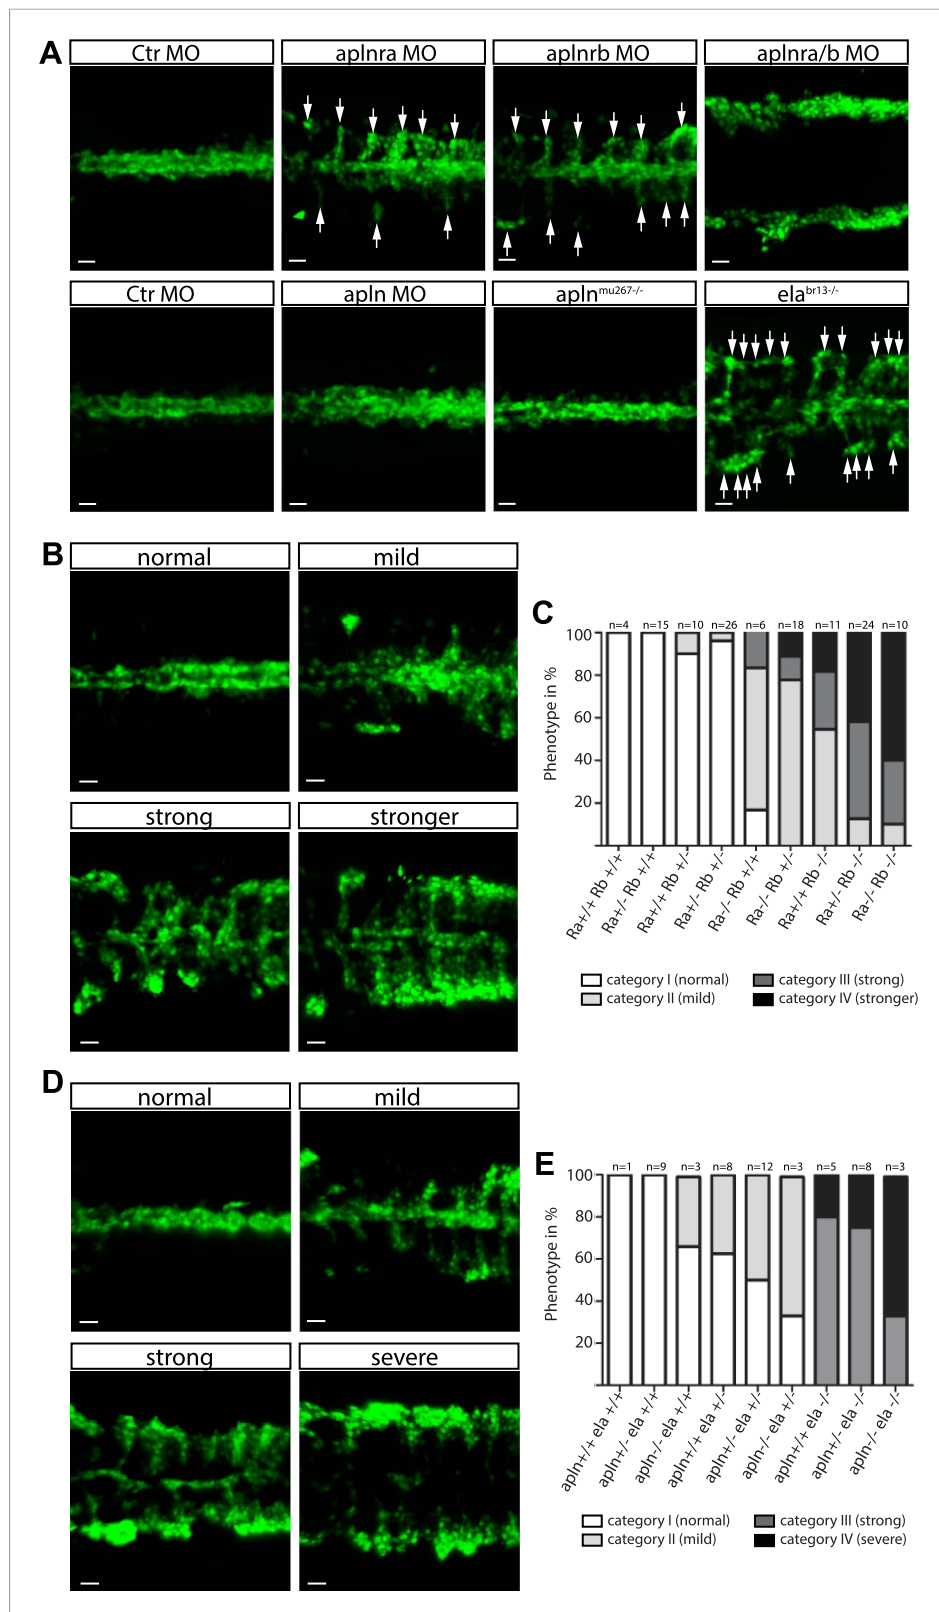 A
Ctr MO
aplnra MO
aplnrb MO
aplnra/b MO
Ctr MO
apln MO
apln mu267-/-
ela br13-/-
B
normal
mild
strong
stronger
C
n=4 n=15 n=10 n=26 n=6 n=18 n=11 n=24 n=10
Phenotype in %
100
80
60
40
20
Ra+/+ Rb +/+
Ra+/- Rb +/+
Ra+/+ Rb +/-
Ra+/- Rb +/-
Ra-/- Rb +/+
Ra-/- Rb +/-
Ra+/+ Rb -/-
Ra+/- Rb -/-
Ra-/- Rb -/-
category I (normal)
category II (mild)
category III (strong)
category IV (stronger)
D
normal
mild
strong
severe
E
n=1 n=9 n=3 n=8 n=12 n=3 n=5 n=8 n=3
Phenotype in %
100
80
60
40
20
apln+/+ ela +/+
apln+/- ela +/+
apln-/- ela +/+
apln+/+ ela +/-
apln+/- ela +/-
apln-/- ela +/-
apln+/+ ela -/-
apln+/- ela -/-
apln-/- ela -/-
category I (normal)
category II (mild)
category III (strong)
category IV (severe)